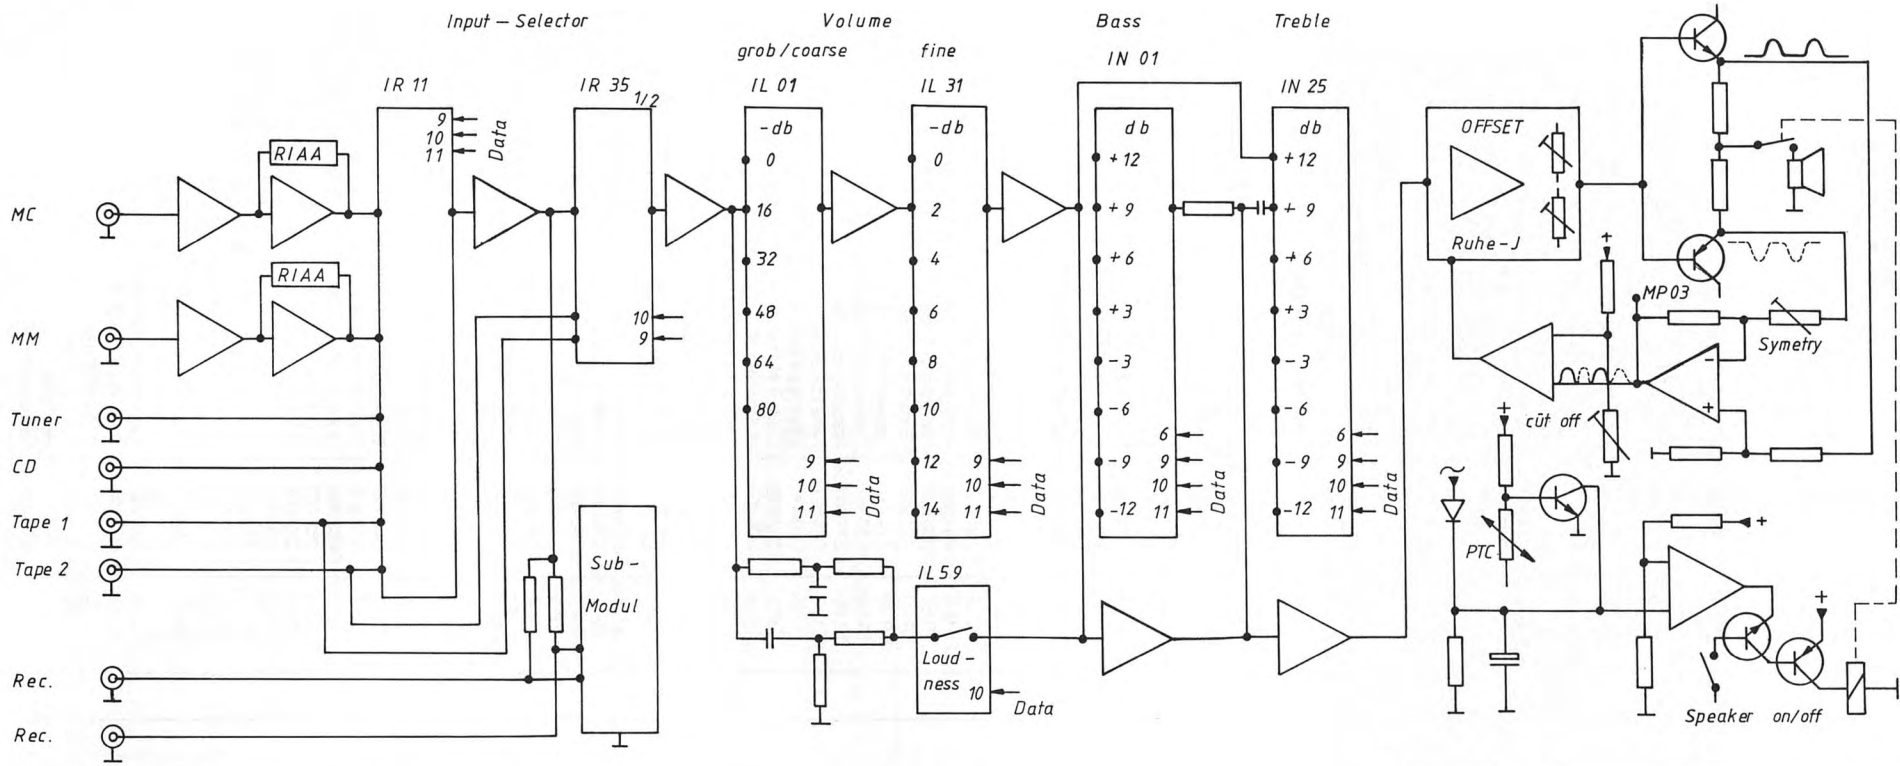 Input – Selector
Volume
Bass
Treble
grob/coarse
fine
IN 01
IR 11
IR 35
1/2
IL 01
IL 31
IN 25
9
10
11
Data
RIAA
MC
RIAA
MM
Tuner
CD
Tape 1
Tape 2
Rec.
Rec.
10
9
Sub-
Modul
-db
0
16
32
48
64
80
9
10
11
Data
-db
0
2
4
6
8
10
12
14
9
10
11
Data
IL59
Loud-
ness
10
Data
db
+12
+9
+6
+3
-3
-6
-9
-12
6
9
10
11
Data
db
+12
+9
+6
+3
-3
-6
-9
-12
6
9
10
11
Data
OFFSET
Ruhe-J
+
MP03
Symetry
-
+
cüt off
+
PTC
+
+
Speaker on/off